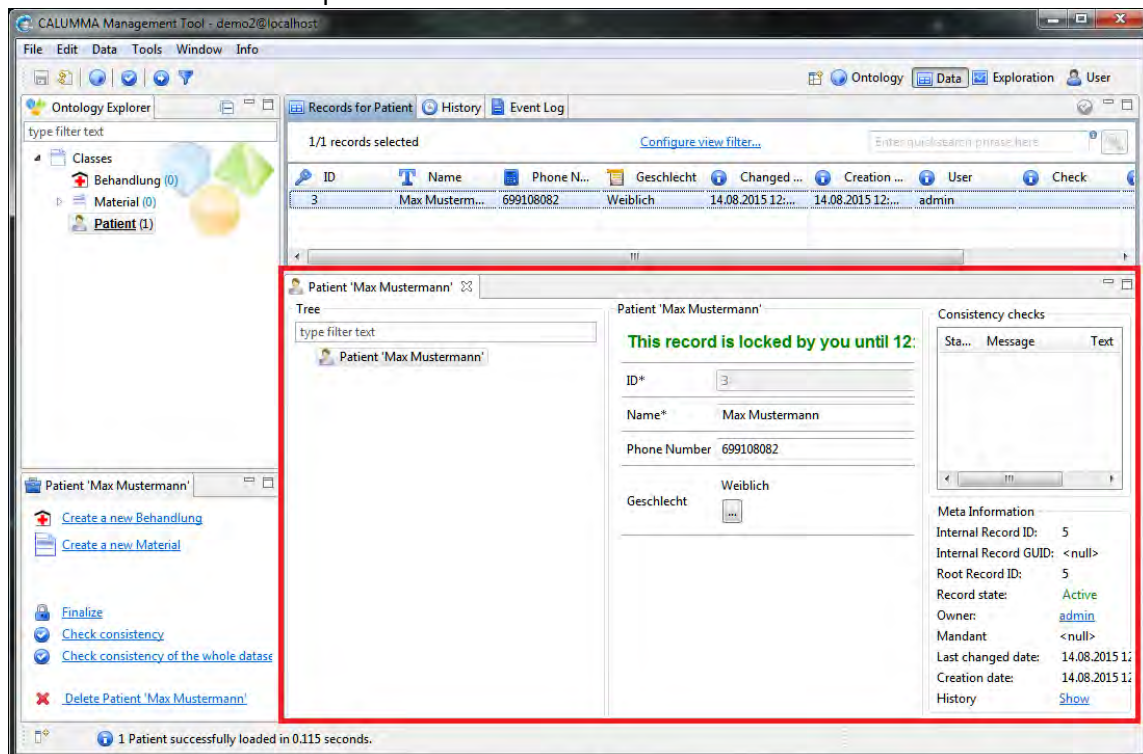 CALUMMA Management Tool - demo2@localhost
File Edit Data Tools Window Info
Ontology Data Exploration User
Ontology Explorer
type filter text
Classes
Behandlung (0)
Material (0)
Patient (1)
Records for Patient History Event Log
1/1 records selected Configure view filter... Enter quicksearch phrase here
ID Name Phone N... Geschlecht Changed ... Creation ... User Check
3 Max Musterm... 699108082 Weiblich 14.08.2015 12:... 14.08.2015 12:... admin
Patient 'Max Mustermann'
Tree
type filter text
Patient 'Max Mustermann'
Patient 'Max Mustermann'
This record is locked by you until 12:
ID* 3
Name* Max Mustermann
Phone Number 699108082
Geschlecht Weiblich
...
Consistency checks
Sta... Message Text
Meta Information
Internal Record ID: 5
Internal Record GUID: <null>
Root Record ID: 5
Record state: Active
Owner: admin
Mandant <null>
Last changed date: 14.08.2015 12
Creation date: 14.08.2015 12
History Show
Patient 'Max Mustermann'
Create a new Behandlung
Create a new Material
Finalize
Check consistency
Check consistency of the whole datase
Delete Patient 'Max Mustermann'
1 Patient successfully loaded in 0.115 seconds.